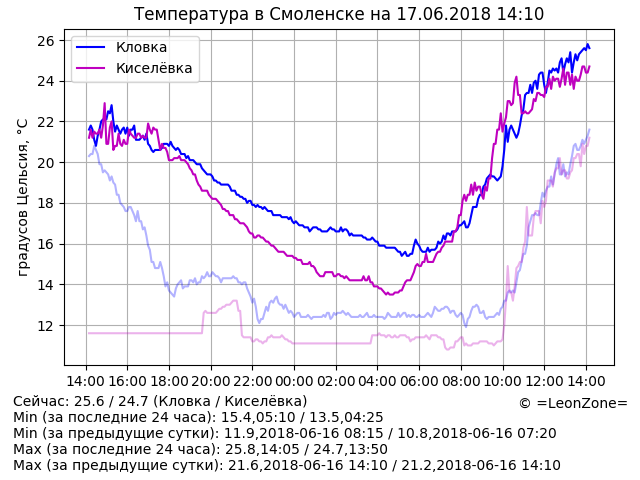 Температура в Смоленске на 17.06.2018 14:10
26
24
22
20
18
16
14
12
градусов Цельсия, °C
Кловка
Киселёвка
14:00 16:00 18:00 20:00 22:00 00:00 02:00 04:00 06:00 08:00 10:00 12:00 14:00
Сейчас: 25.6 / 24.7 (Кловка / Киселёвка)
© =LeonZone=
Min (за последние 24 часа): 15.4,05:10 / 13.5,04:25
Min (за предыдущие сутки): 11.9,2018-06-16 08:15 / 10.8,2018-06-16 07:20
Max (за последние 24 часа): 25.8,14:05 / 24.7,13:50
Max (за предыдущие сутки): 21.6,2018-06-16 14:10 / 21.2,2018-06-16 14:10